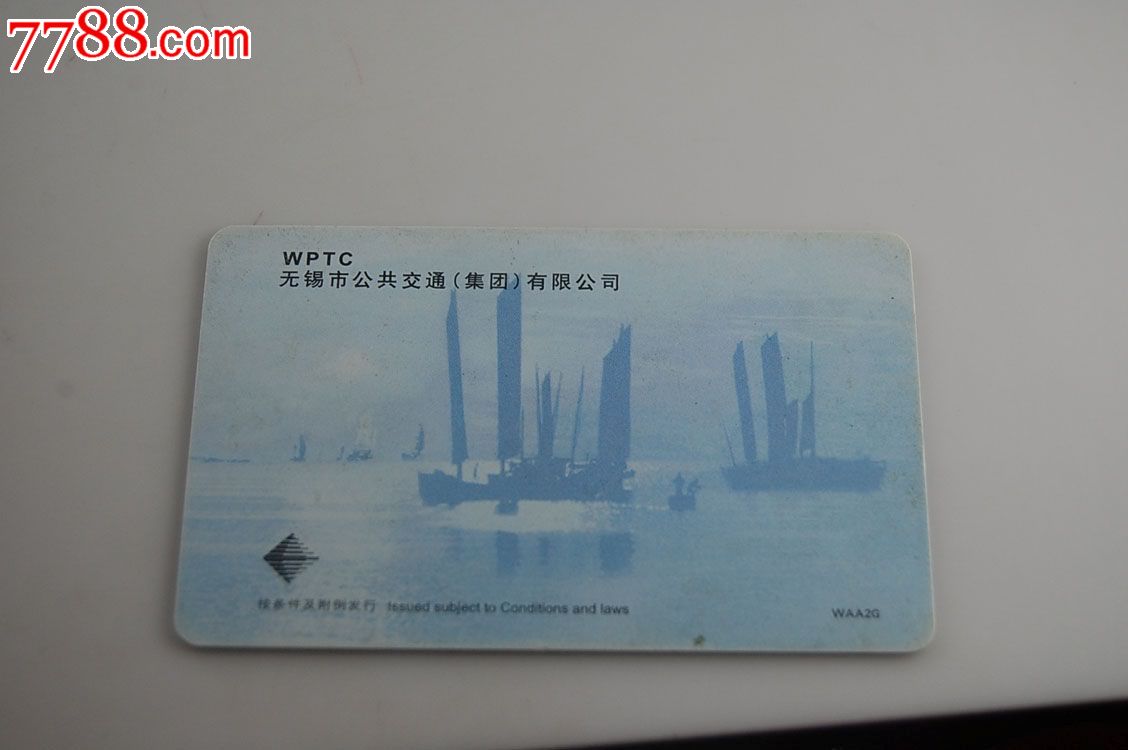 7788.com
WPTC
无锡市公共交通(集团)有限公司
按条件及附例发行 Issued subject to Conditions and laws
WAA2G